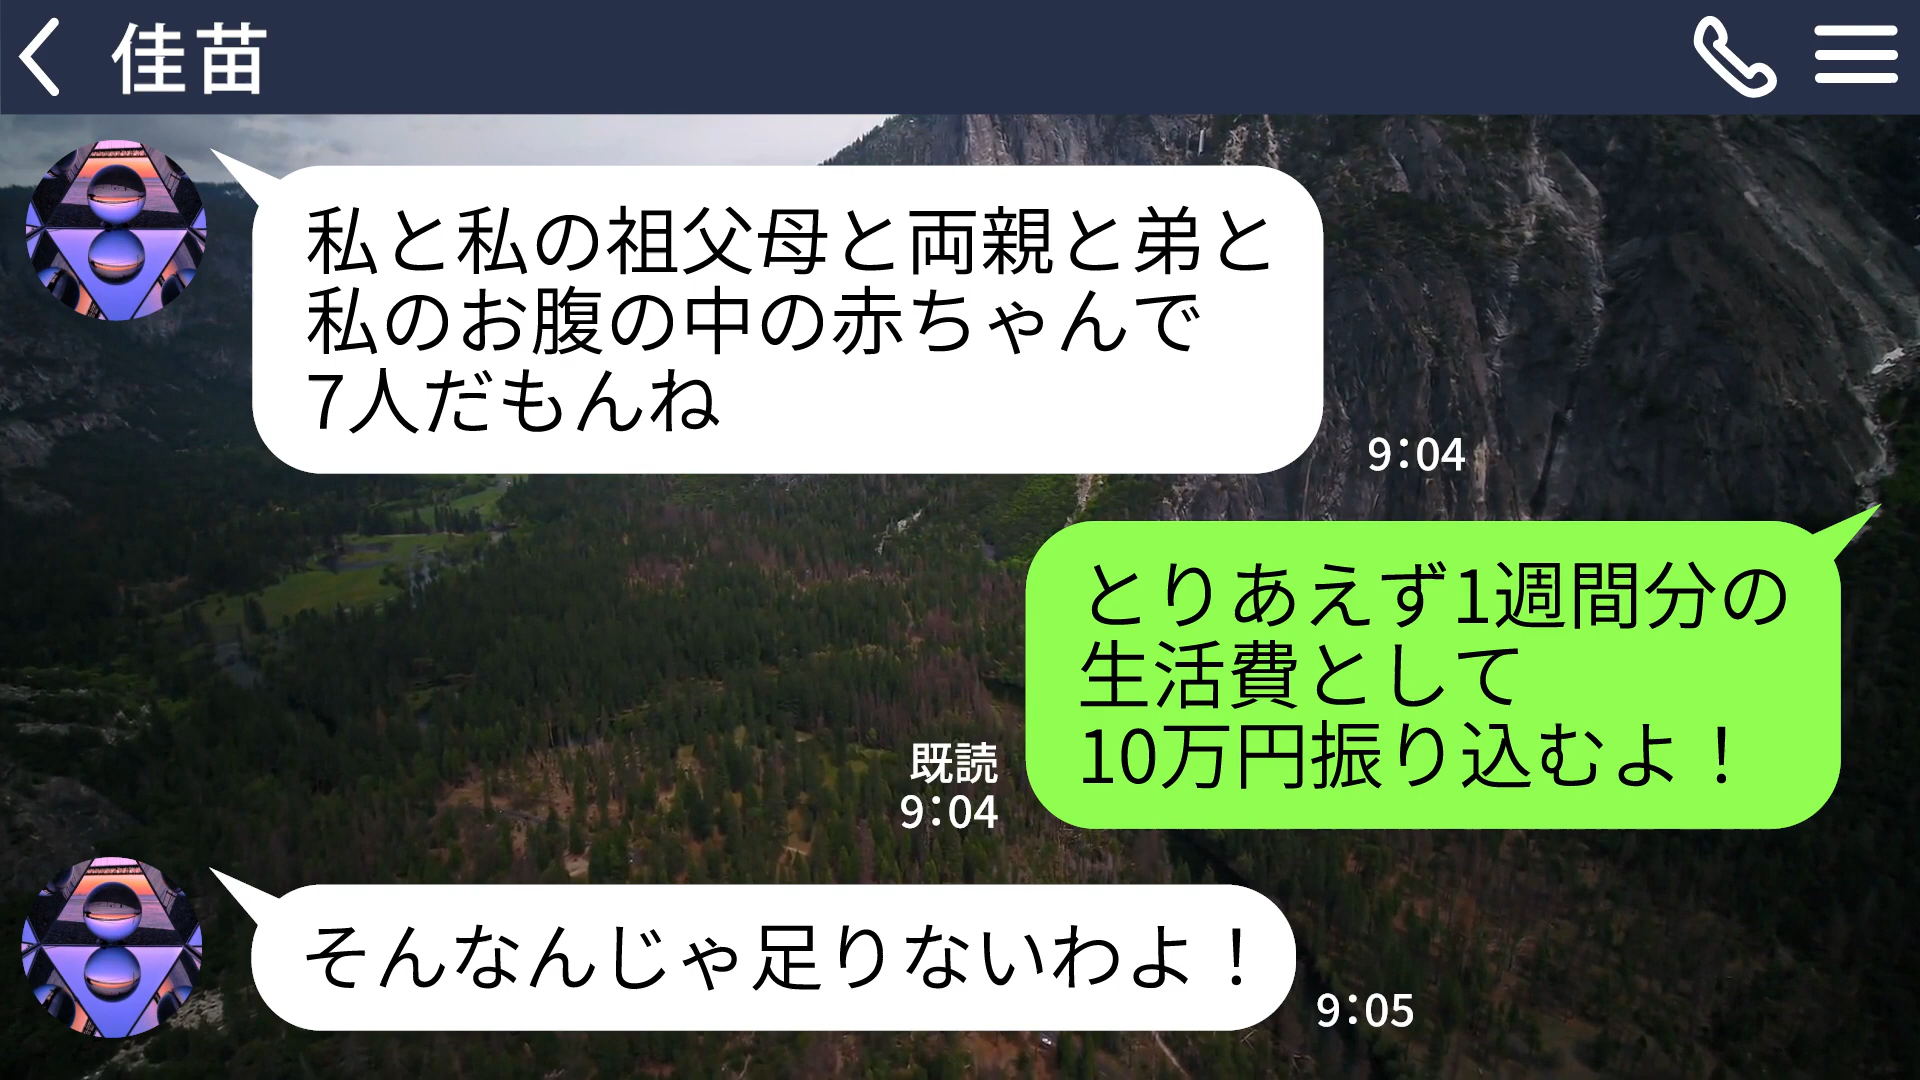 佳苗
私と私の祖父母と両親と弟と
私のお腹の中の赤ちゃんで
7人だもんね
9:04
とりあえず1週間分の
生活費として
10万円振り込むよ！
既読
9:04
そんなんじゃ足りないわよ！
9:05